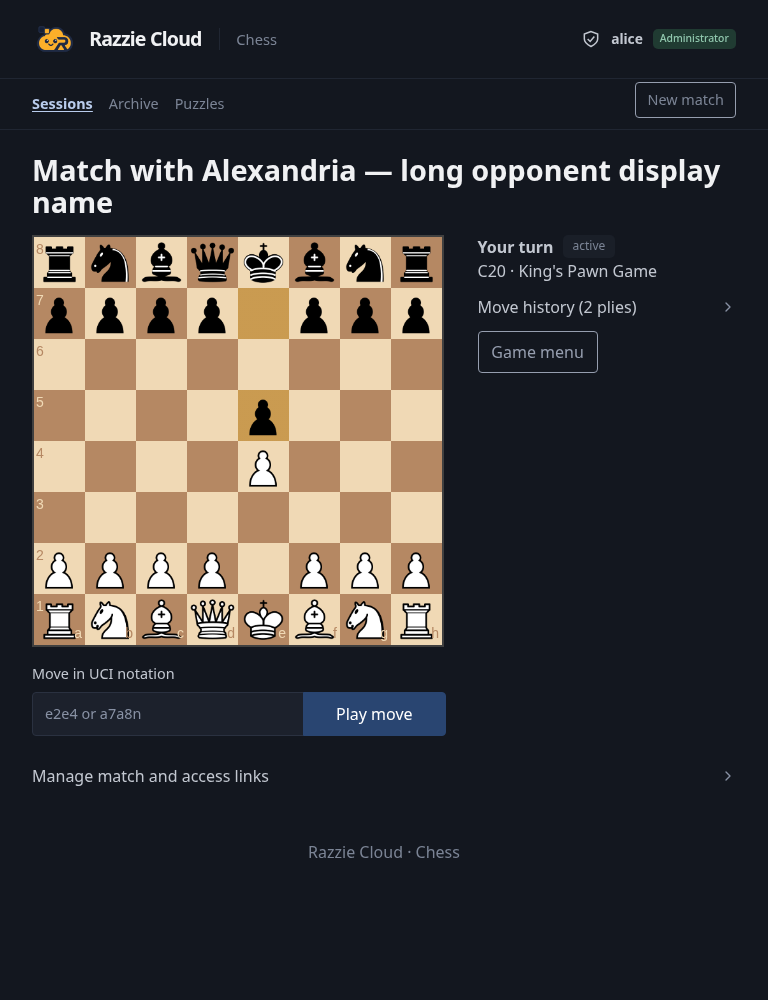 Razzie Cloud
Chess
alice
Administrator
Sessions
Archive
Puzzles
New match
Match with Alexandria — long opponent display
name
8
7
6
5
4
3
2
1
a
b
c
d
e
f
g
h
Your turn
active
C20 · King's Pawn Game
Move history (2 plies)
Game menu
Move in UCI notation
e2e4 or a7a8n
Play move
Manage match and access links
Razzie Cloud · Chess